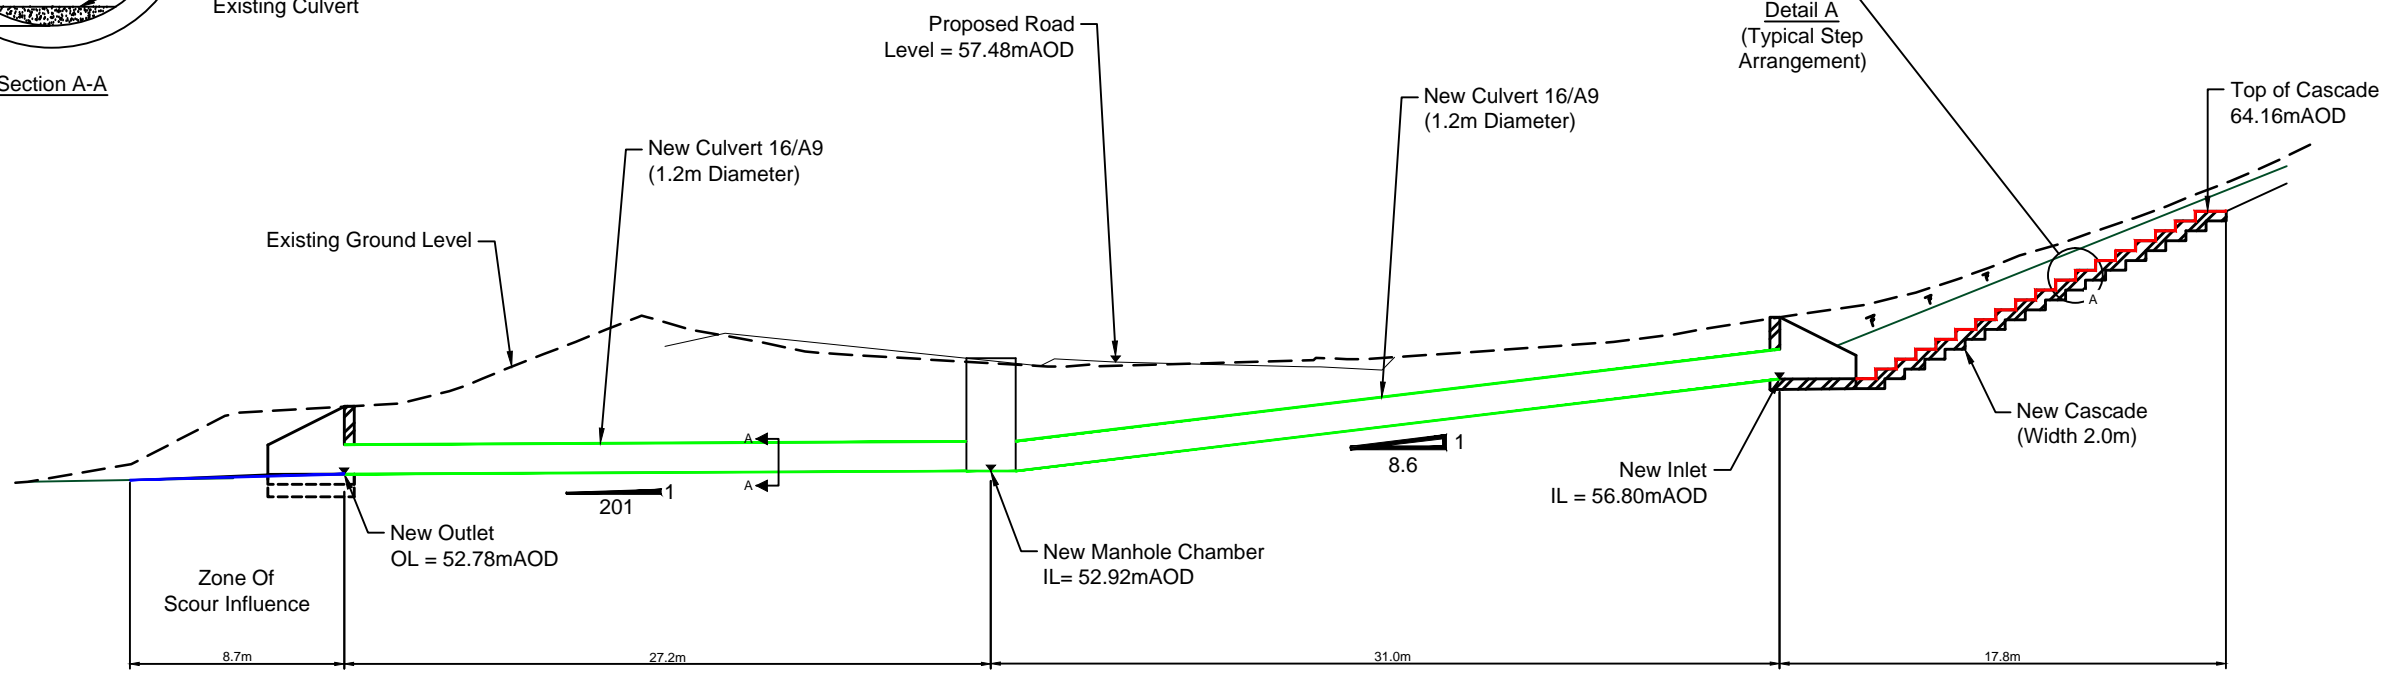 Existing Culvert
Section A-A
Proposed Road
Level = 57.48mAOD
Detail A
(Typical Step
Arrangement)
New Culvert 16/A9
(1.2m Diameter)
Top of Cascade
64.16mAOD
New Culvert 16/A9
(1.2m Diameter)
Existing Ground Level
A
A
A
1
201
1
8.6
New Cascade
(Width 2.0m)
New Inlet
IL = 56.80mAOD
New Outlet
OL = 52.78mAOD
New Manhole Chamber
IL= 52.92mAOD
Zone Of
Scour Influence
8.7m
27.2m
31.0m
17.8m